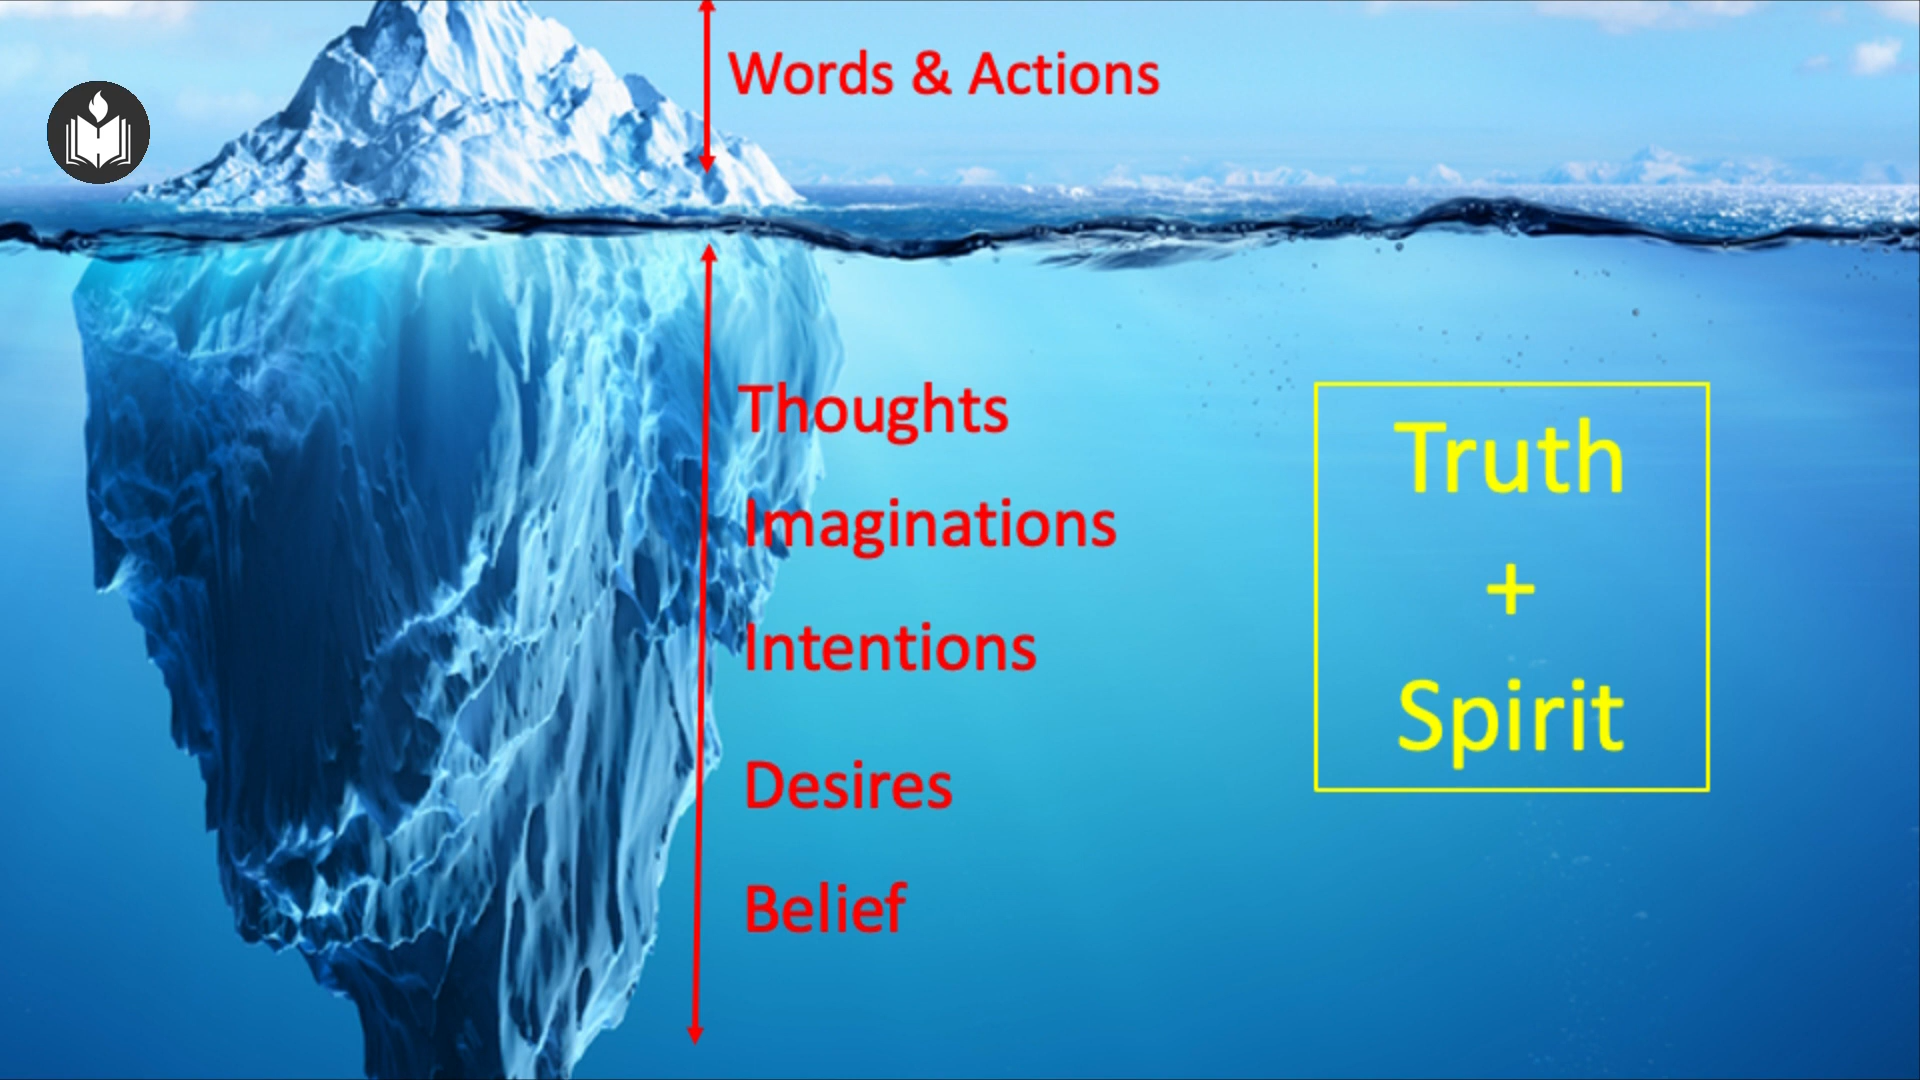 Words & Actions
Thoughts
Imaginations
Intentions
Desires
Belief
Truth
+
Spirit